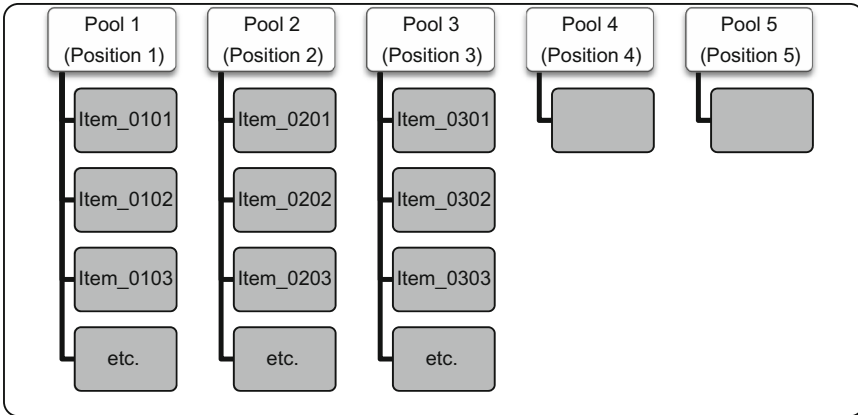 Pool 1
(Position 1)
Item_0101
Item_0102
Item_0103
etc.
Pool 2
(Position 2)
Item_0201
Item_0202
Item_0203
etc.
Pool 3
(Position 3)
Item_0301
Item_0302
Item_0303
etc.
Pool 4
(Position 4)
Pool 5
(Position 5)